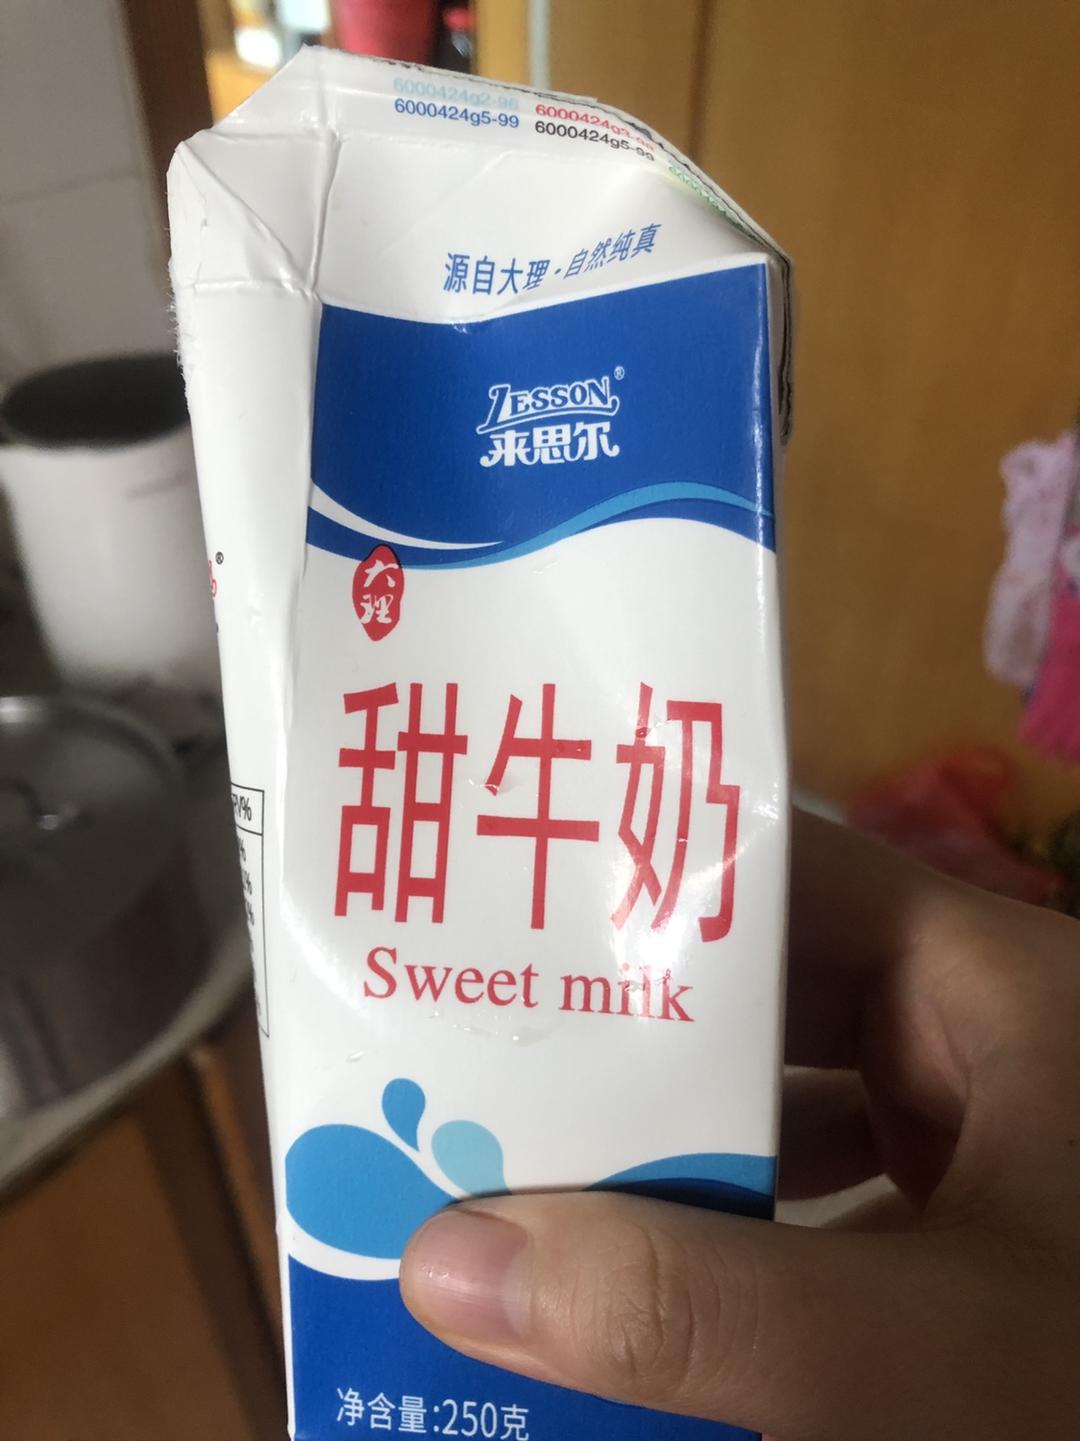 6000424g2-96
6000424g5-99
6000424g5-99
源自大理·自然纯真
LESSON®
来思尔
大理
甜牛奶
Sweet milk
净含量:250克